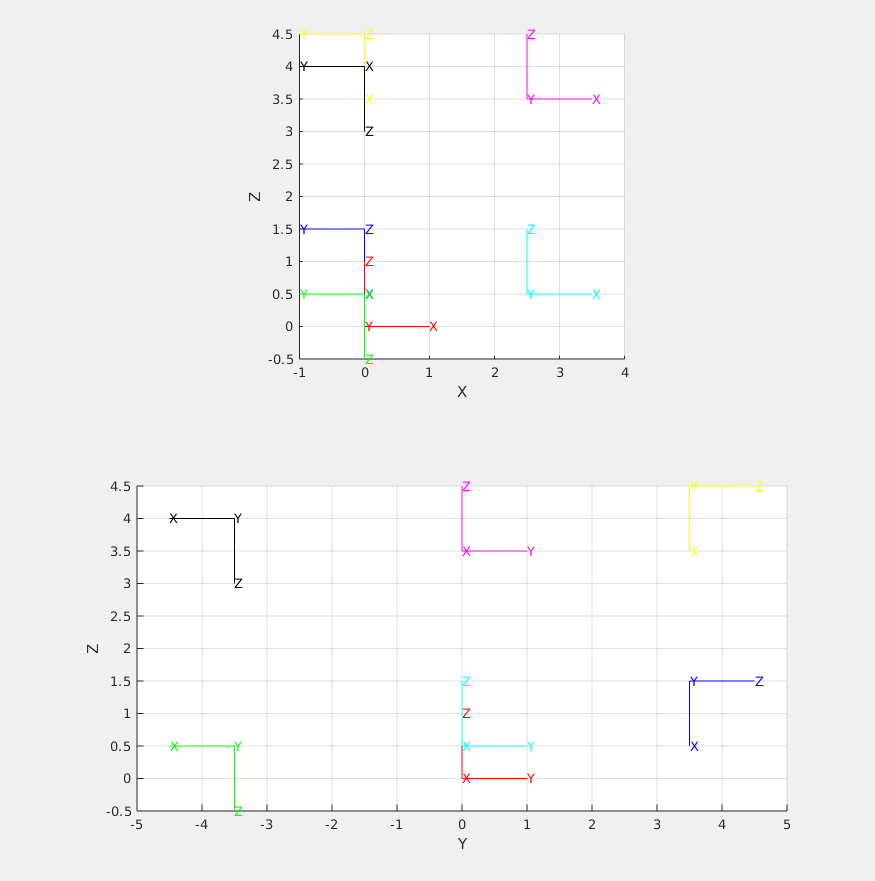 4.5 Y Z Z
4 Y X
3.5 X Y X
3 Z
2.5
2
1.5 Y Z Z
1 Z
0.5 Y X Y X
0 Y X
-0.5 Z
-1 0 1 2 3 4
X
Z
4.5 Z Y Z
4 X Y
3.5 X Y X
3 Z
2.5
2
1.5 Z Y Z
1 Z
0.5 X Y X Y X
0 X Y
-0.5 Z
-5 -4 -3 -2 -1 0 1 2 3 4 5
Y
Z